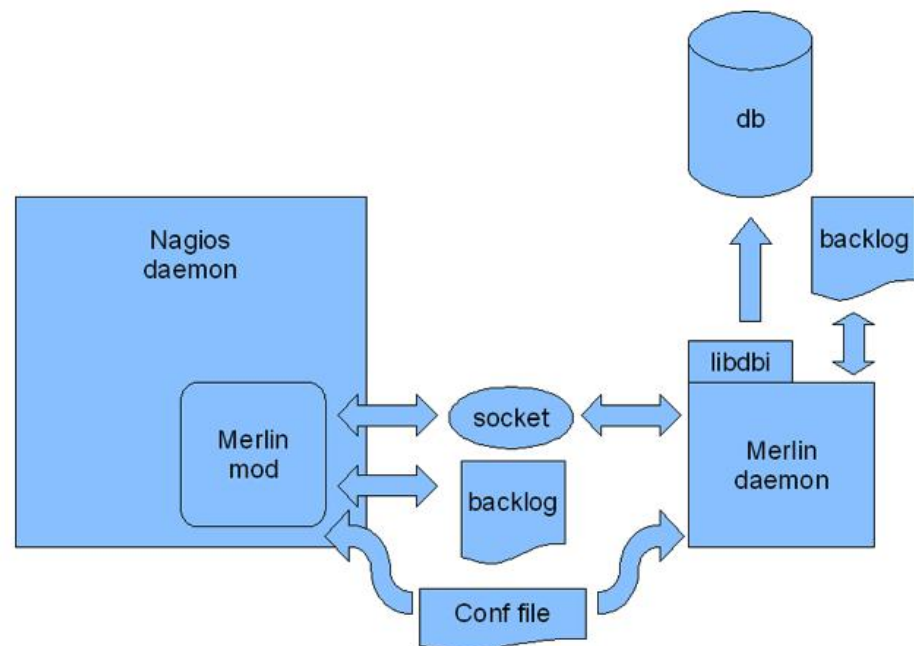 db
backlog
Nagios
daemon
libdbi
Merlin
mod
socket
backlog
Merlin
daemon
Conf file